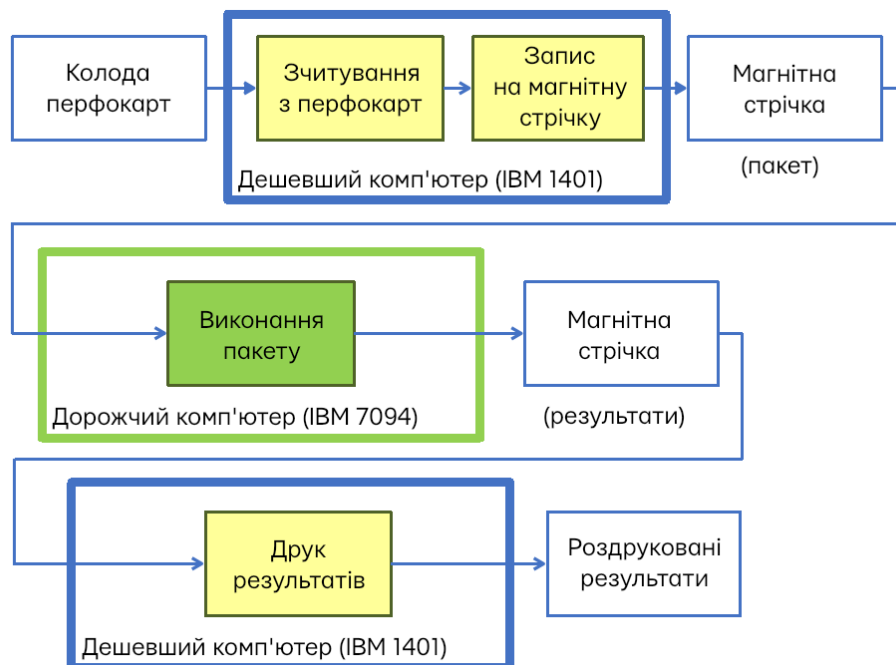 Колода
перфокарт
Зчитування
з перфокарт
Запис
на магнітну
стрічку
Магнітна
стрічка
(пакет)
Дешевший комп'ютер (IBM 1401)
Виконання
пакету
Магнітна
стрічка
Дорожчий комп'ютер (IBM 7094)
(результати)
Друк
результатів
Роздруковані
результати
Дешевший комп'ютер (IBM 1401)